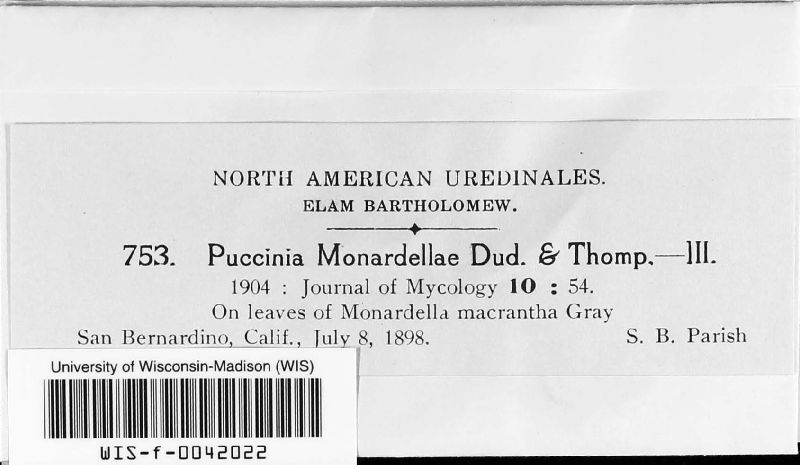 NORTH AMERICAN UREDINALES.
ELAM BARTHOLOMEW.
753. Puccinia Monardellae Dud. & Thomp.—III.
1904 : Journal of Mycology 10 : 54.
On leaves of Monardella macrantha Gray
San Bernardino, Calif., July 8, 1898. S. B. Parish
University of Wisconsin-Madison (WIS)
WIS-f-0042022